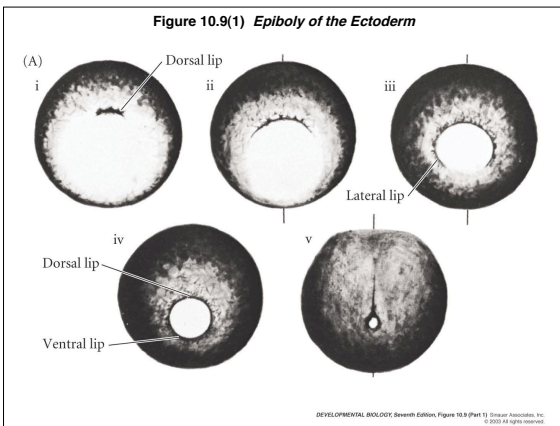 Figure 10.9(1) Epiboly of the Ectoderm
(A)
Dorsal lip
i
ii
iii
Lateral lip
iv
v
Dorsal lip
Ventral lip
DEVELOPMENTAL BIOLOGY, Seventh Edition, Figure 10.9 (Part 1) Sinauer Associates, Inc.
© 2003 All rights reserved.